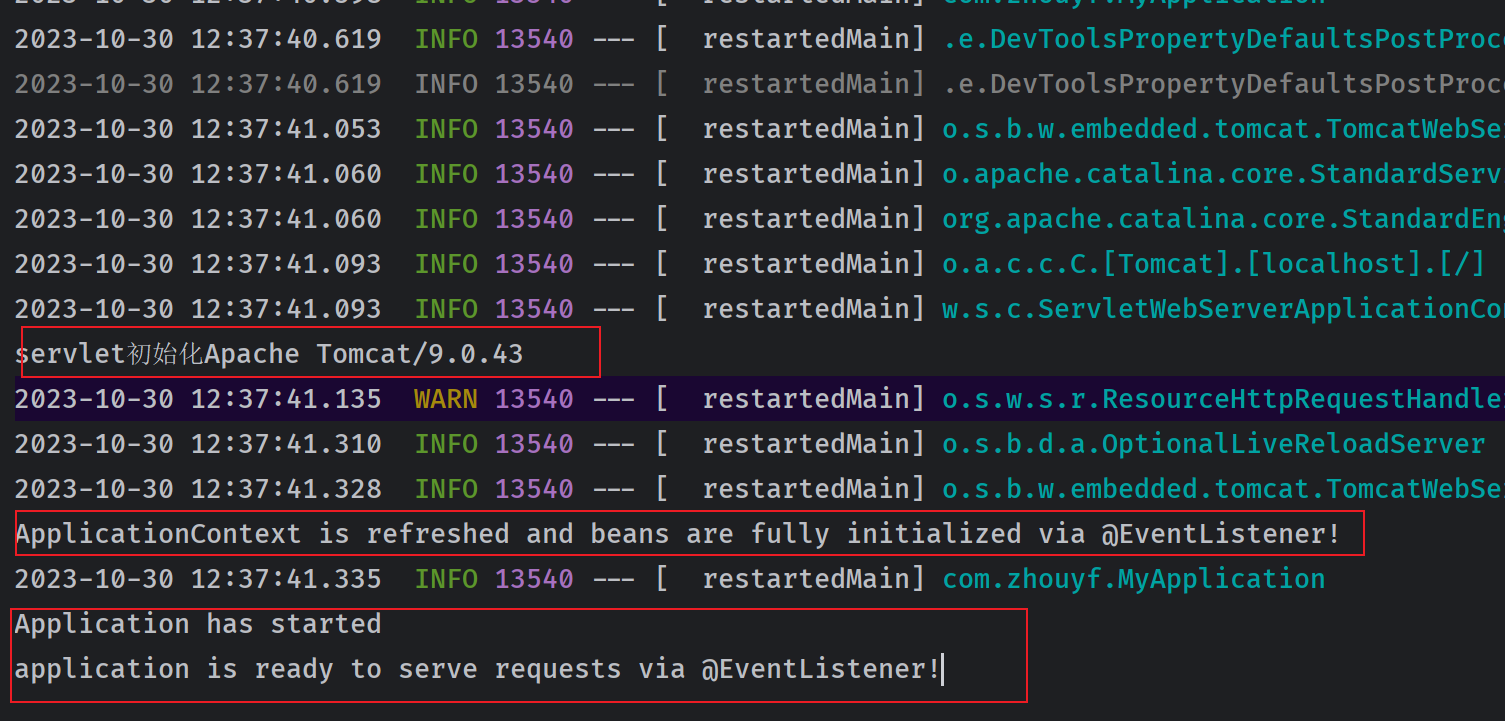 2023-10-30 12:37:40.593 INFO 13540 --- [ restartedMain] com.zhouyf.MyApplication
2023-10-30 12:37:40.619 INFO 13540 --- [ restartedMain] .e.DevToolsPropertyDefaultsPostProc
2023-10-30 12:37:40.619 INFO 13540 --- [ restartedMain] .e.DevToolsPropertyDefaultsPostProc
2023-10-30 12:37:41.053 INFO 13540 --- [ restartedMain] o.s.b.w.embedded.tomcat.TomcatWebSe
2023-10-30 12:37:41.060 INFO 13540 --- [ restartedMain] o.apache.catalina.core.StandardServ
2023-10-30 12:37:41.060 INFO 13540 --- [ restartedMain] org.apache.catalina.core.StandardEng
2023-10-30 12:37:41.093 INFO 13540 --- [ restartedMain] o.a.c.c.C.[Tomcat].[localhost].[/]
2023-10-30 12:37:41.093 INFO 13540 --- [ restartedMain] w.s.c.ServletWebServerApplicationCo
servlet初始化Apache Tomcat/9.0.43
2023-10-30 12:37:41.135 WARN 13540 --- [ restartedMain] o.s.w.s.r.ResourceHttpRequestHandle
2023-10-30 12:37:41.310 INFO 13540 --- [ restartedMain] o.s.b.d.a.OptionalLiveReloadServer
2023-10-30 12:37:41.328 INFO 13540 --- [ restartedMain] o.s.b.w.embedded.tomcat.TomcatWebSe
ApplicationContext is refreshed and beans are fully initialized via @EventListener!
2023-10-30 12:37:41.335 INFO 13540 --- [ restartedMain] com.zhouyf.MyApplication
Application has started
application is ready to serve requests via @EventListener!